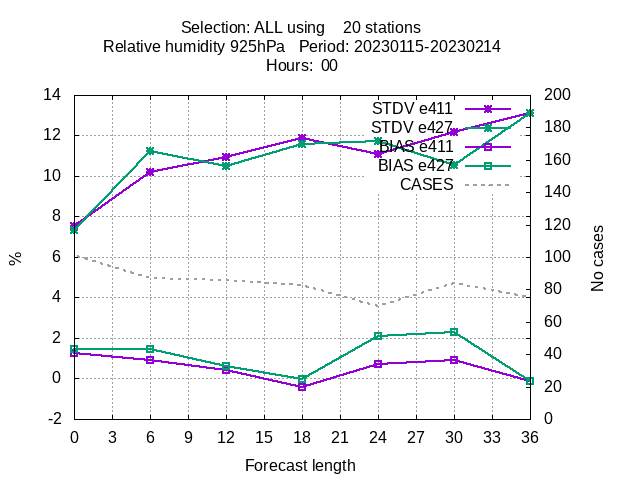 Selection: ALL using    20 stations
Relative humidity 925hPa   Period: 20230115-20230214
Hours:  00
14
12
10
8
6
4
2
0
-2
%
200
180
160
140
120
100
80
60
40
20
0
No cases
STDV e411
STDV e427
BIAS e411
BIAS e427
CASES
0 3 6 9 12 15 18 21 24 27 30 33 36
Forecast length